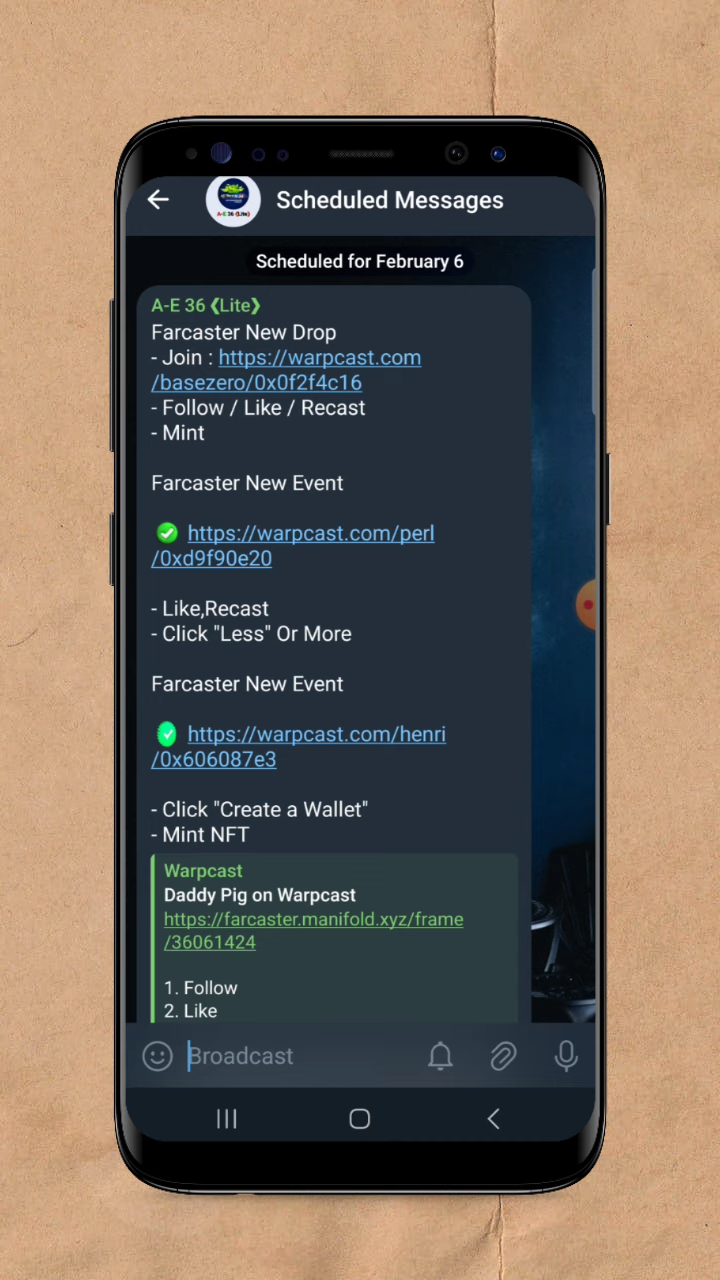 A-E 36 (Lite)
Scheduled Messages
Scheduled for February 6
A-E 36 《Lite》
Farcaster New Drop
- Join : https://warpcast.com
/basezero/0x0f2f4c16
- Follow / Like / Recast
- Mint
Farcaster New Event
https://warpcast.com/perl
/0xd9f90e20
- Like,Recast
- Click "Less" Or More
Farcaster New Event
https://warpcast.com/henri
/0x606087e3
- Click "Create a Wallet"
- Mint NFT
Warpcast
Daddy Pig on Warpcast
https://farcaster.manifold.xyz/frame
/36061424
1. Follow
2. Like
Broadcast